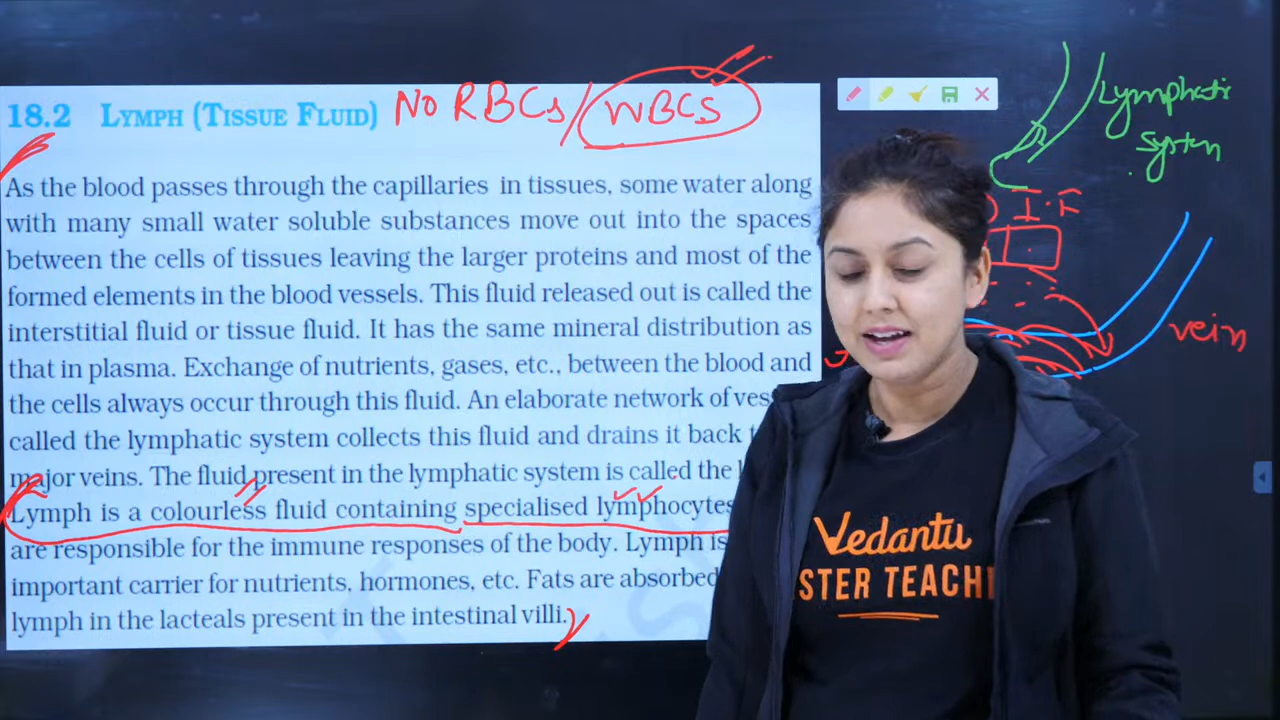 18.2 LYMPH (TISSUE FLUID) No RBCs / WBCs
As the blood passes through the capillaries in tissues, some water along
with many small water soluble substances move out into the spaces
between the cells of tissues leaving the larger proteins and most of the
formed elements in the blood vessels. This fluid released out is called the
interstitial fluid or tissue fluid. It has the same mineral distribution as
that in plasma. Exchange of nutrients, gases, etc., between the blood and
the cells always occur through this fluid. An elaborate network of
called the lymphatic system collects this fluid and drains it back
major veins. The fluid present in the lymphatic system is called the
Lymph is a colourless fluid containing specialised lymphocytes
are responsible for the immune responses of the body. Lymph is
important carrier for nutrients, hormones, etc. Fats are absorbed
lymph in the lacteals present in the intestinal villi.
Lymphatic
System
I.F
vein
Vedantu
STER TEACH